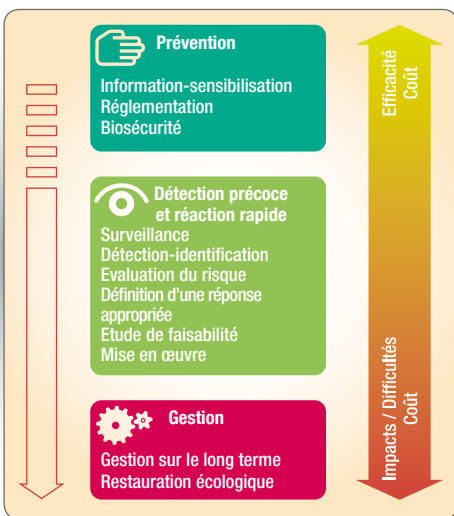 Prévention
Information-sensibilisation
Réglementation
Biosécurité
Détection précoce
et réaction rapide
Surveillance
Détection-identification
Evaluation du risque
Définition d'une réponse
appropriée
Etude de faisabilité
Mise en œuvre
Gestion
Gestion sur le long terme
Restauration écologique
Efficacité
Coût
Impacts / Difficultés
Coût